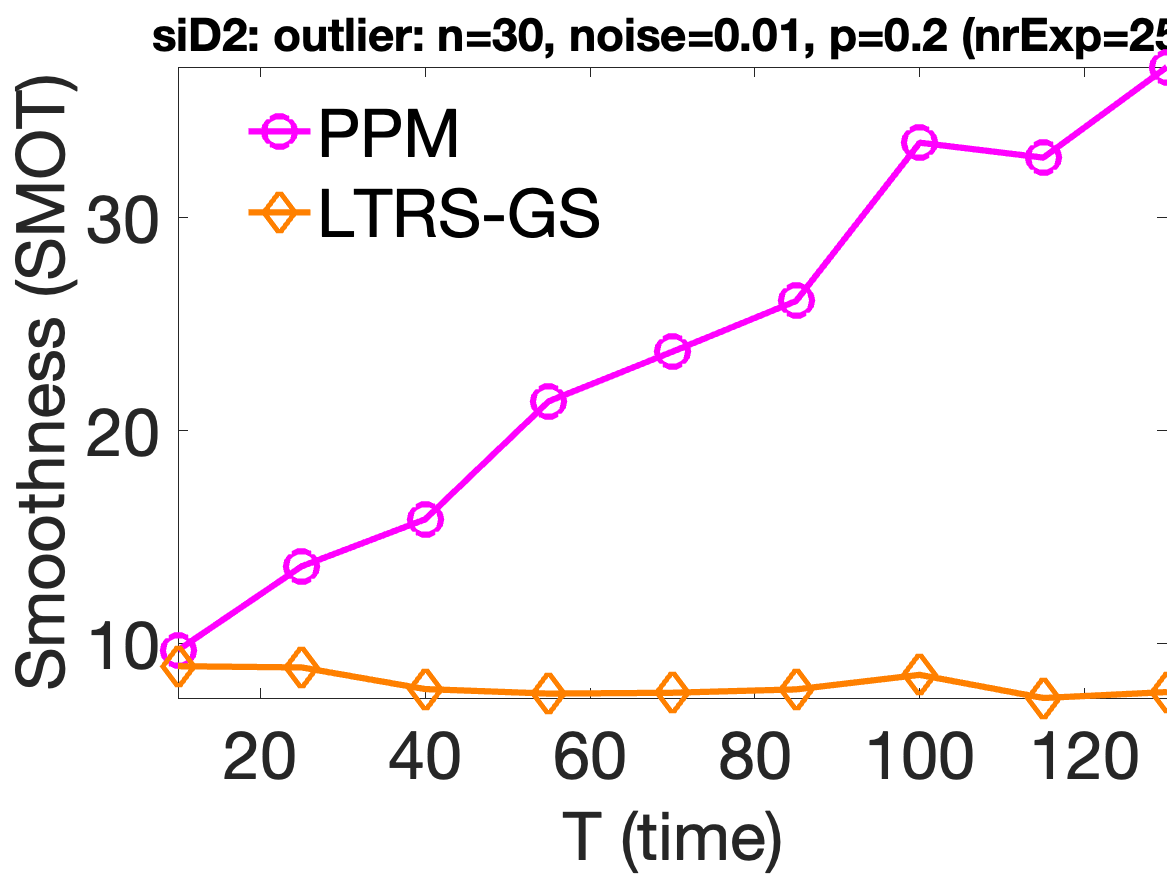 siD2: outlier: n=30, noise=0.01, p=0.2 (nrExp=25
PPM
LTRS-GS
Smoothness (SMOT)
30
20
10
20 40 60 80 100 120
T (time)